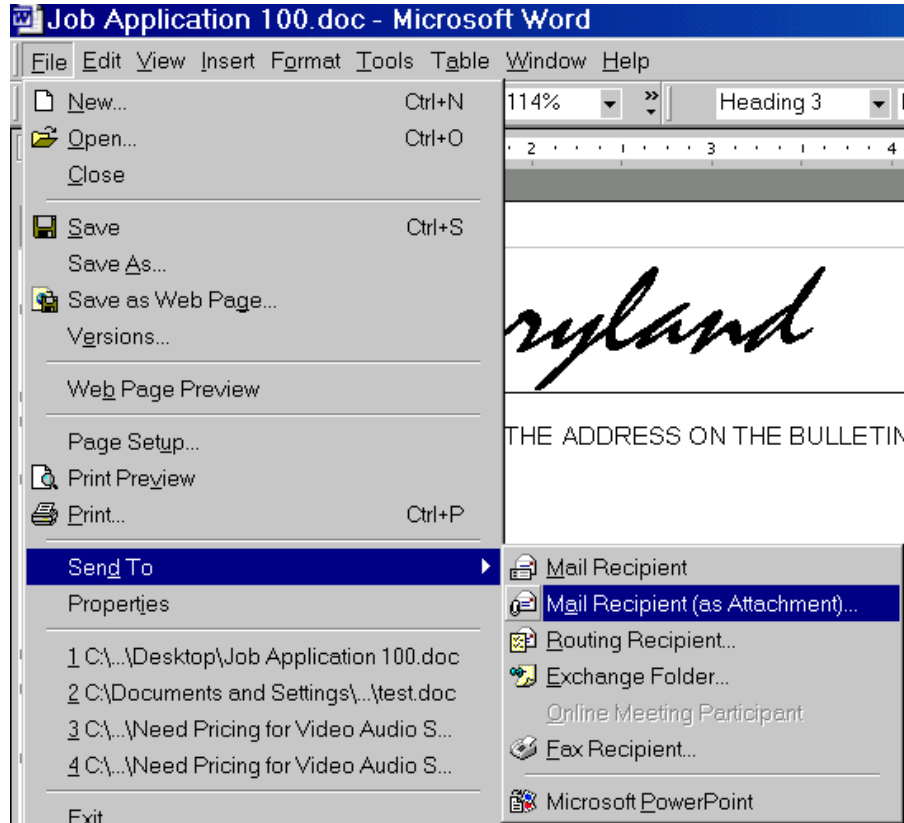 Job Application 100.doc - Microsoft Word
File Edit View Insert Format Tools Table Window Help
New... Ctrl+N 114% Heading 3
Open... Ctrl+O 2 3 4
Close
Save Ctrl+S
Save As...
Save as Web Page...
Versions...
ryland
Web Page Preview
Page Setup... THE ADDRESS ON THE BULLETIN
Print Preview
Print... Ctrl+P
Send To
Properties
1 C:\...\Desktop\Job Application 100.doc
2 C:\Documents and Settings\...\test.doc
3 C:\...\Need Pricing for Video Audio S...
4 C:\...\Need Pricing for Video Audio S...
Exit
Mail Recipient
Mail Recipient (as Attachment)...
Routing Recipient...
Exchange Folder...
Online Meeting Participant
Fax Recipient...
Microsoft PowerPoint